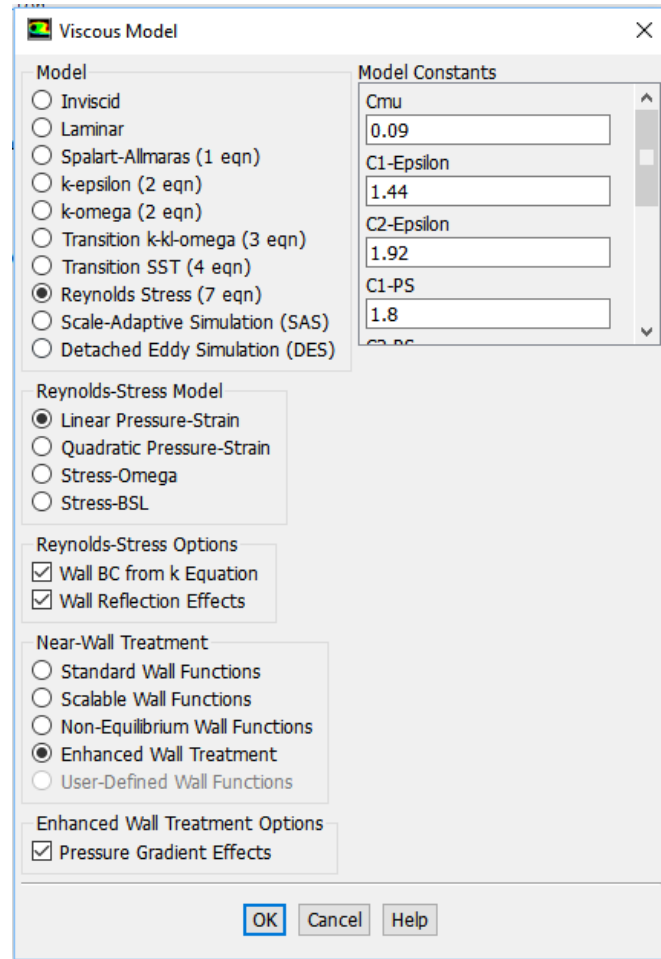 Viscous Model
Model
Inviscid
Laminar
Spalart-Allmaras (1 eqn)
k-epsilon (2 eqn)
k-omega (2 eqn)
Transition k-kl-omega (3 eqn)
Transition SST (4 eqn)
Reynolds Stress (7 eqn)
Scale-Adaptive Simulation (SAS)
Detached Eddy Simulation (DES)
Model Constants
Cmu
0.09
C1-Epsilon
1.44
C2-Epsilon
1.92
C1-PS
1.8
Reynolds-Stress Model
Linear Pressure-Strain
Quadratic Pressure-Strain
Stress-Omega
Stress-BSL
Reynolds-Stress Options
Wall BC from k Equation
Wall Reflection Effects
Near-Wall Treatment
Standard Wall Functions
Scalable Wall Functions
Non-Equilibrium Wall Functions
Enhanced Wall Treatment
User-Defined Wall Functions
Enhanced Wall Treatment Options
Pressure Gradient Effects
OK Cancel Help